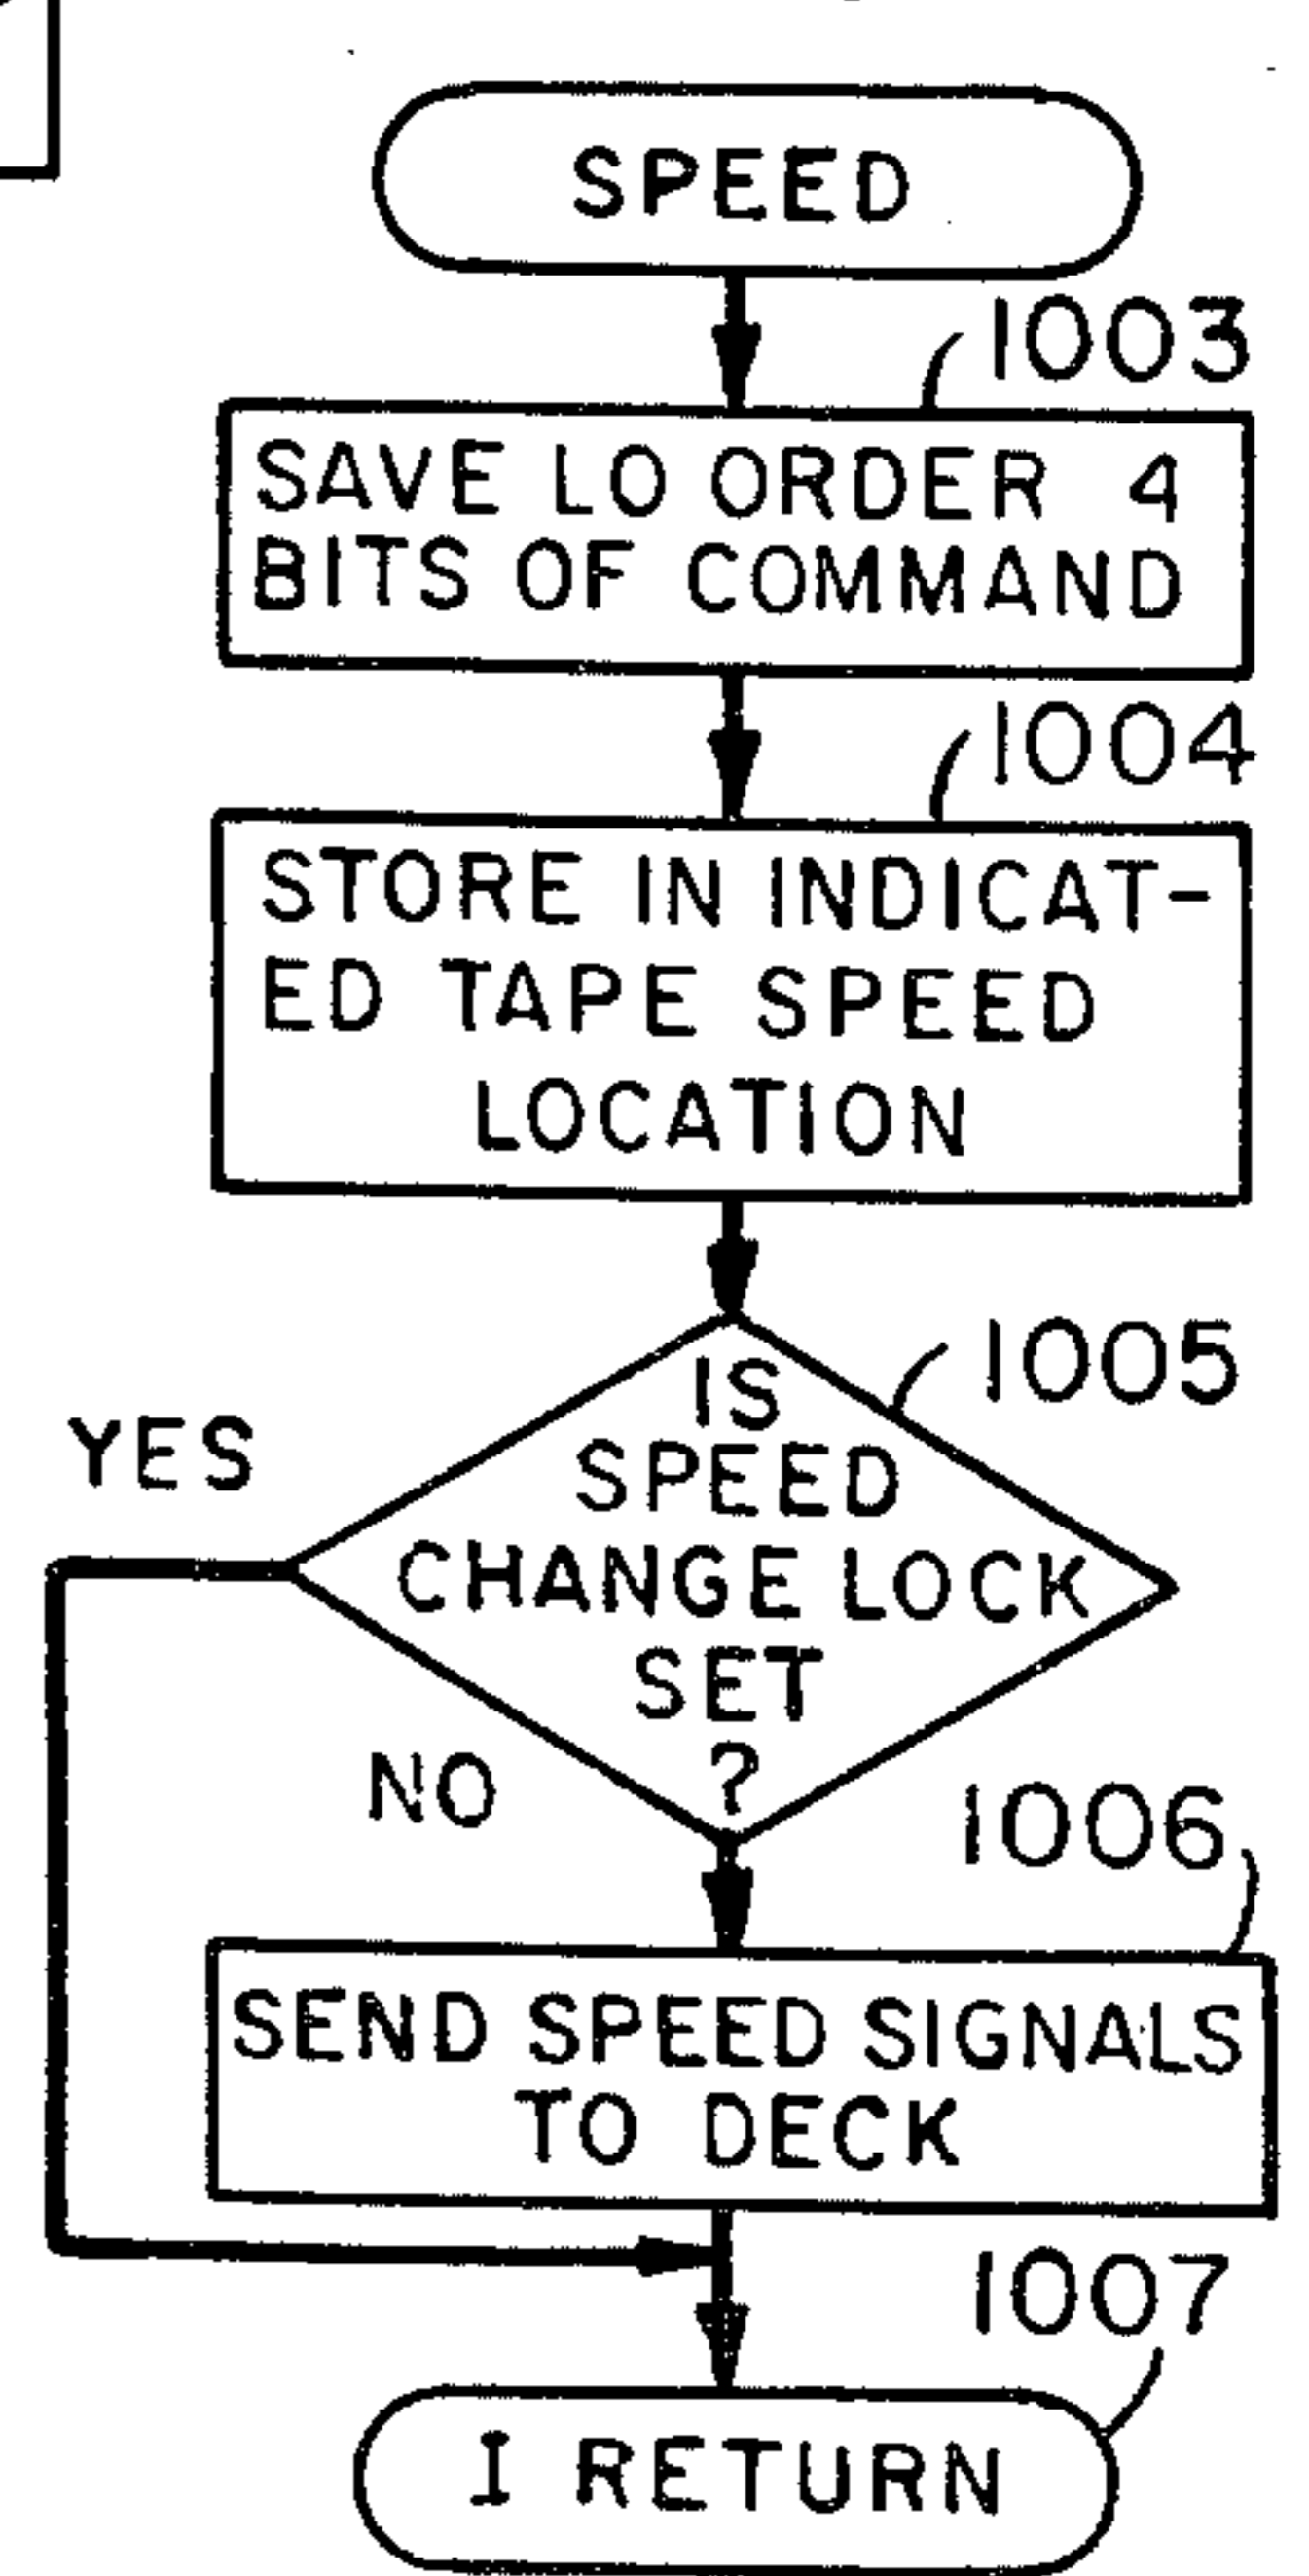 SPEED
1003
SAVE LO ORDER 4
BITS OF COMMAND
1004
STORE IN INDICAT-
ED TAPE SPEED
LOCATION
1005
YES
IS
SPEED
CHANGE LOCK
SET
?
NO
1006
SEND SPEED SIGNALS
TO DECK
1007
I RETURN